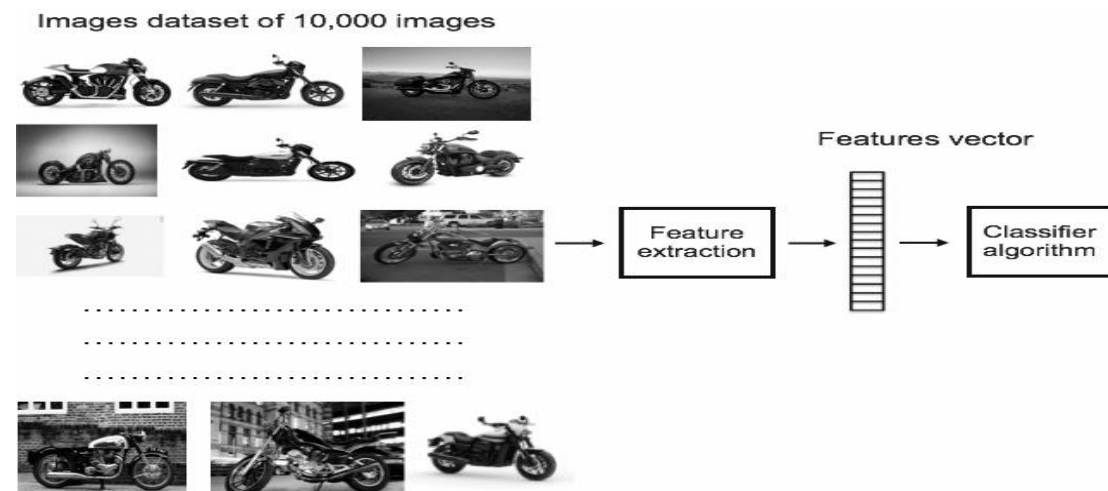 Images dataset of 10,000 images
Features vector
Feature
extraction
Classifier
algorithm